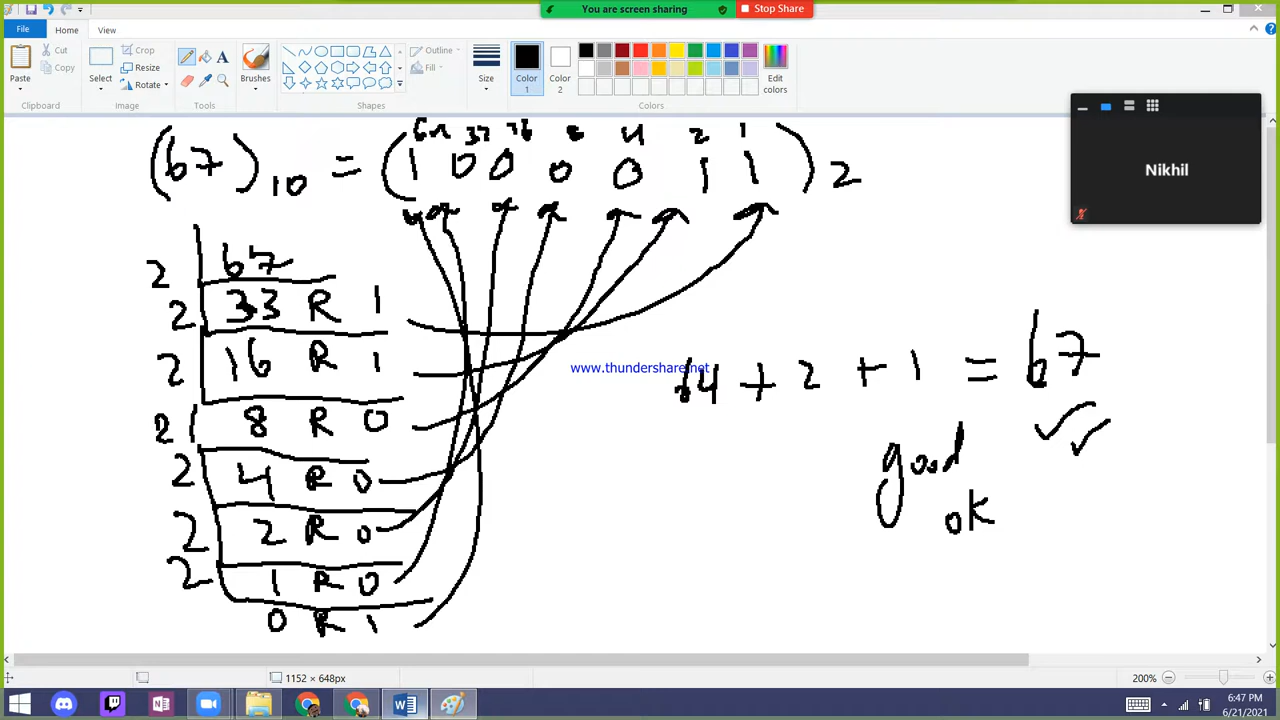 You are screen sharing Stop Share
File Home View
Paste Cut Copy Clipboard
Select Crop Resize Rotate Image
Tools
Brushes
Shapes Outline Fill
Size
Color 1 Color 2 Edit colors Colors
Nikhil
32 16 8 4 2 1
(67)10 = (1 0 0 0 0 1 1)2
2 67
2 33 R 1
2 16 R 1
2 8 R 0
2 4 R 0
2 2 R 0
2 1 R 0
0 R 1
www.thundershare.net
4 + 2 + 1 = 67
good
ok
1152 × 648px
200%
6:47 PM
6/21/2021